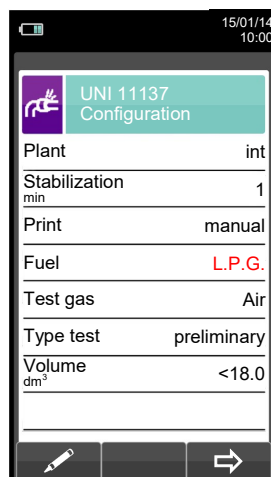 15/01/14
10:00
UNI 11137
Configuration
Plant int
Stabilization
min 1
Print manual
Fuel L.P.G.
Test gas Air
Type test preliminary
Volume
dm³ <18.0